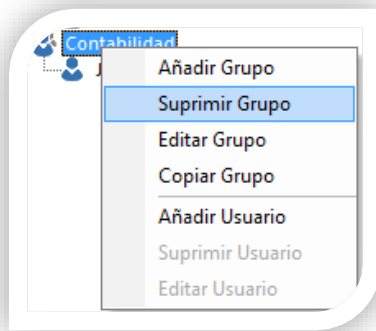 Contabilidad
Añadir Grupo
Suprimir Grupo
Editar Grupo
Copiar Grupo
Añadir Usuario
Suprimir Usuario
Editar Usuario